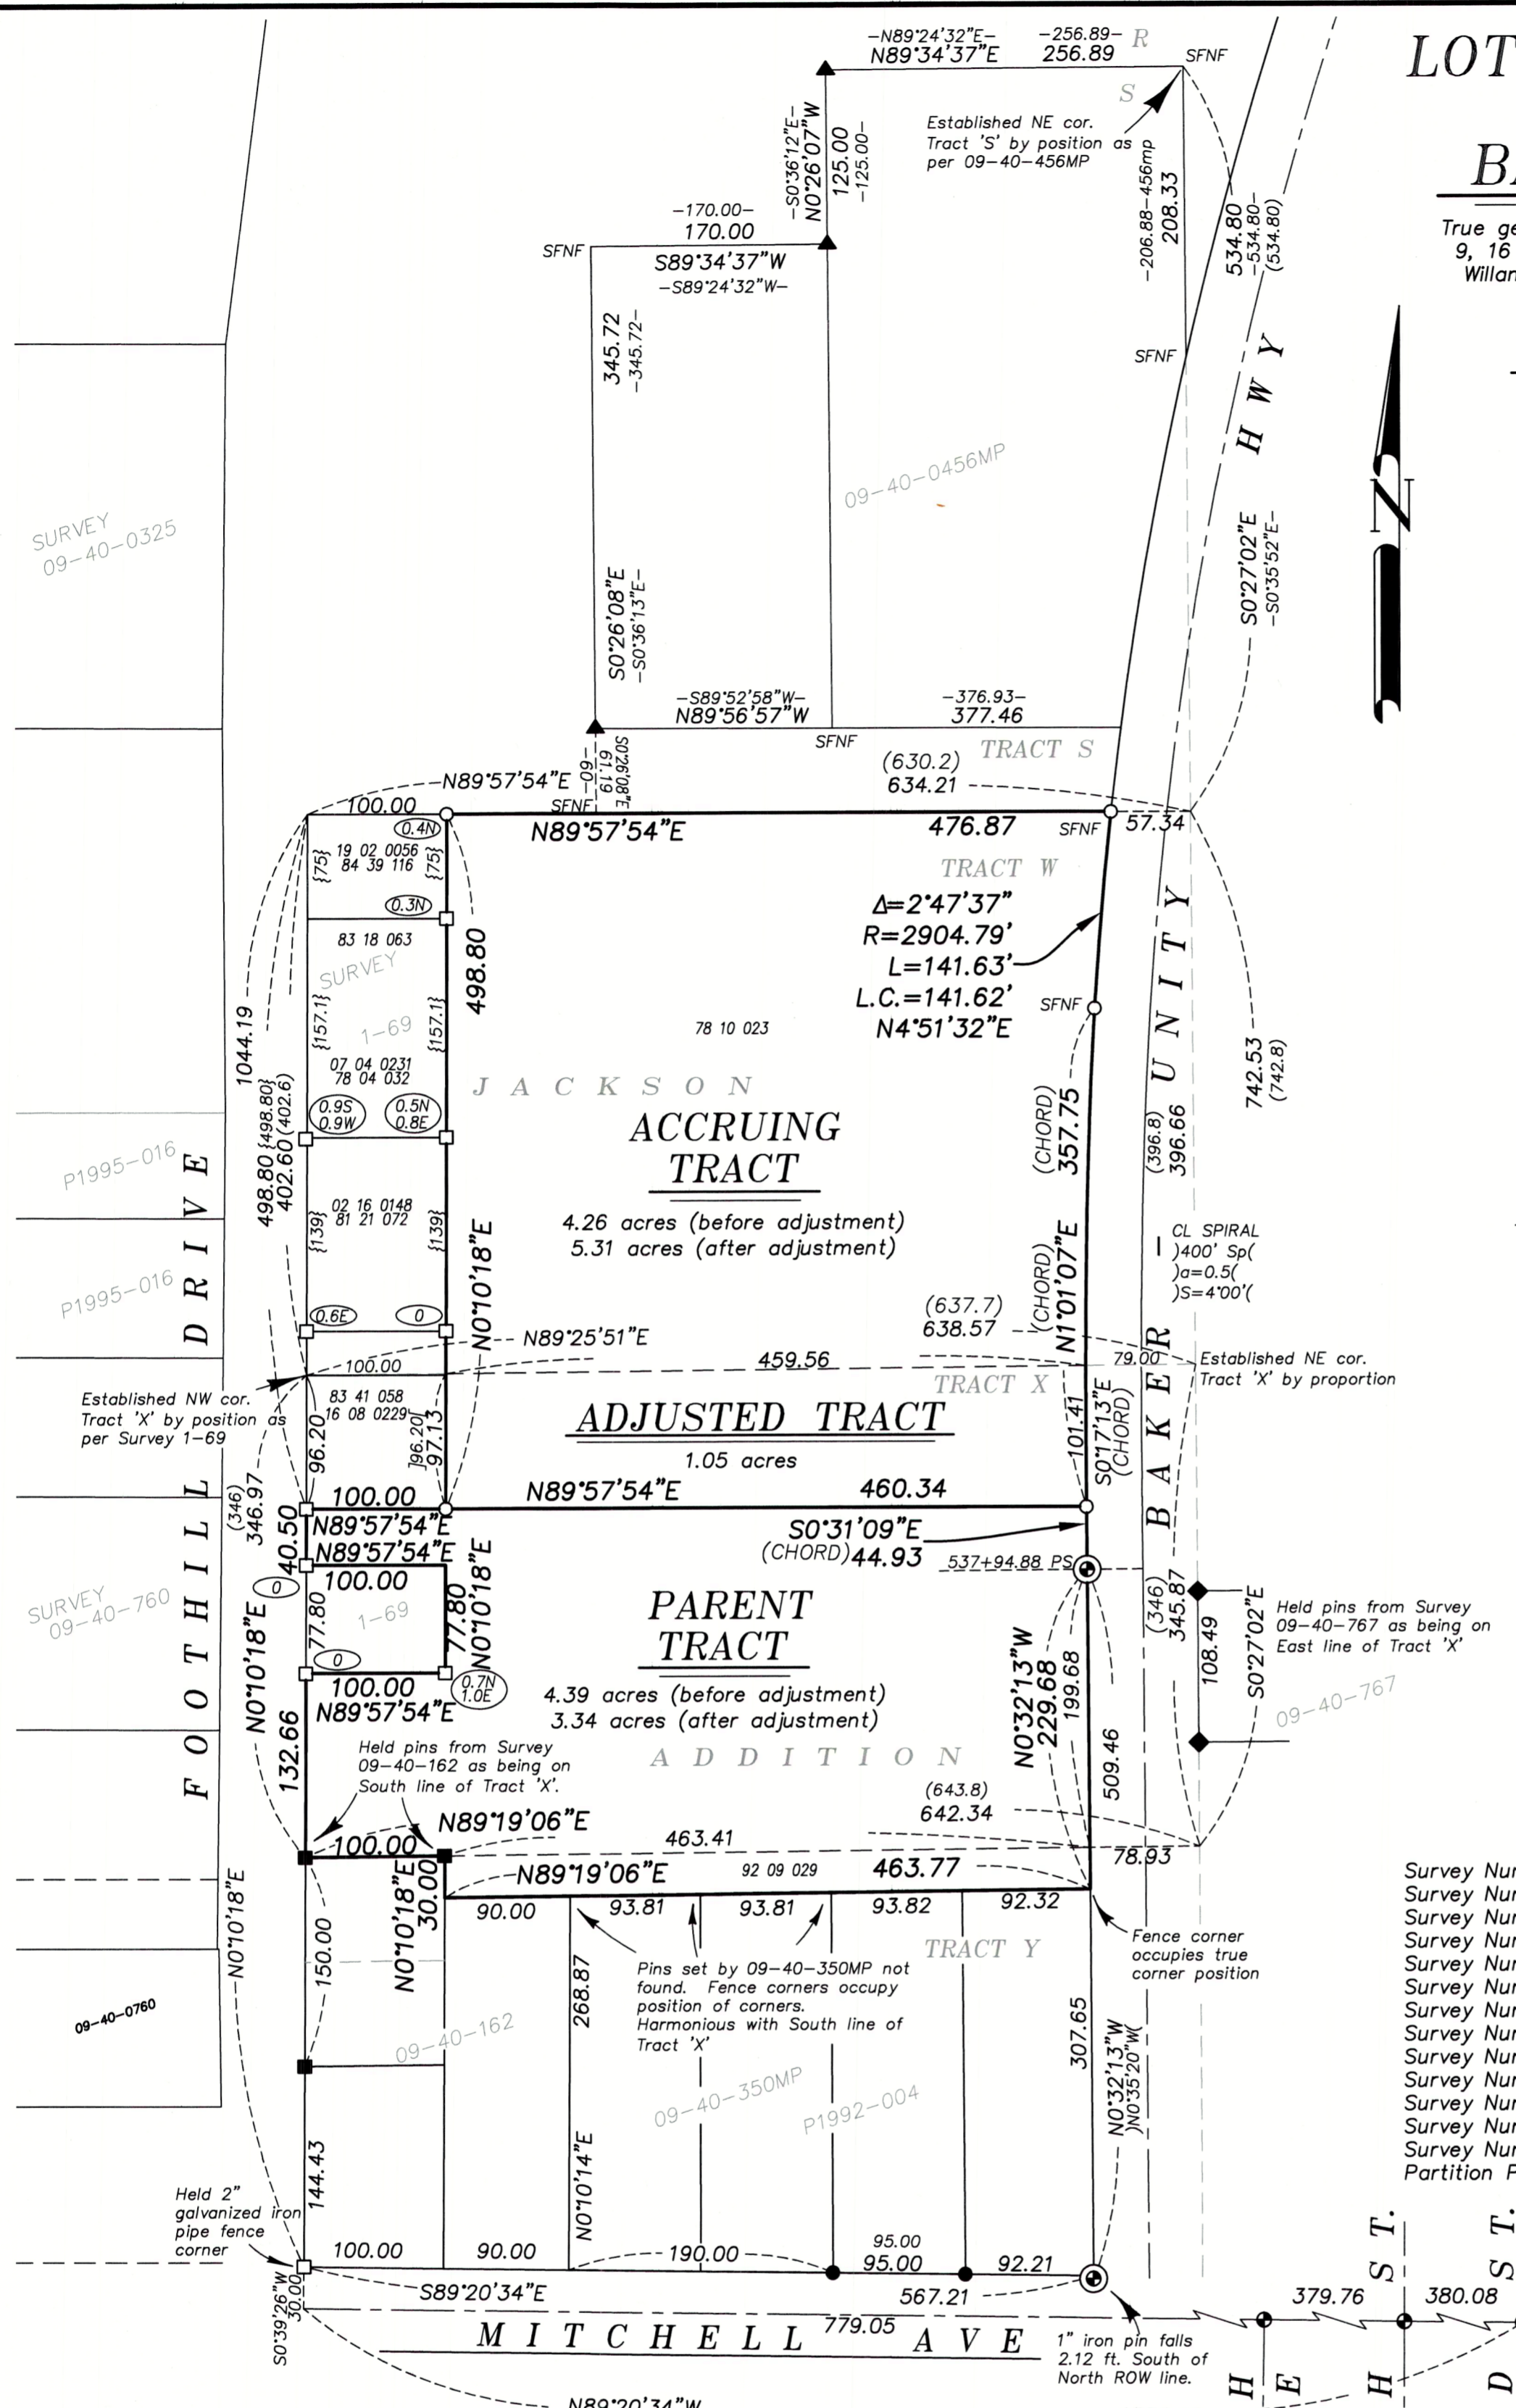 LOT
BA
True ge
9, 16
Willan
-N89°24'32"E- -256.89- R
N89°34'37"E 256.89
SFNF
S
Established NE cor.
Tract 'S' by position as
per 09-40-456MP
-S0°36'12"E-
N0°26'07"W
125.00
-125.00-
-206.88-456mp
208.33
534.80
-534.80-
(534.80)
-170.00-
170.00
SFNF
S89°34'37"W
-S89°24'32"W-
345.72
-345.72-
SFNF
HWY
N
09-40-0456MP
SURVEY
09-40-0325
S0°26'08"E
-S0°36'13"E-
S0°27'02"E
-S0°35'52"E-
-S89°52'58"W- -376.93-
N89°56'57"W 377.46
SFNF
TRACT S
S0°26'08"E
61.19
-60-
(630.2)
634.21
N89°57'54"E
100.00
SFNF
N89°57'54"E 476.87
SFNF
57.34
0.4N
{75}
19 02 0056
84 39 116
{75}
0.3N
TRACT W
Δ=2°47'37"
R=2904.79'
L=141.63'
L.C.=141.62'
N4°51'32"E
SFNF
83 18 063
SURVEY
1-69
{157.1}
{157.1}
07 04 0231
78 04 032
498.80
78 10 023
1044.19
498.80 {498.80}
402.60 (402.6)
0.9S
0.9W
0.5N
0.8E
JACKSON
ACCRUING
TRACT
4.26 acres (before adjustment)
5.31 acres (after adjustment)
(CHORD)
357.75
(CHORD)
N1°01'07"E
(396.8)
396.66
UNITY
742.53
(742.8)
P1995-016
P1995-016
DRIVE
{139}
02 16 0148
81 21 072
{139}
N0°10'18"E
CL SPIRAL
)400' Sp(
)a=0.5(
)S=4°00'(
0.6E
0
N89°25'51"E
(637.7)
638.57
100.00
459.56
79.00
Established NE cor.
Tract 'X' by proportion
TRACT X
Established NW cor.
Tract 'X' by position as
per Survey 1-69
83 41 058
16 08 0229
96.20
]96.20[
97.13
ADJUSTED TRACT
1.05 acres
101.41
S0°17'13"E
(CHORD)
BAKER
(346)
346.97
100.00
N89°57'54"E
N89°57'54"E 460.34
40.50
N89°57'54"E
100.00
S0°31'09"E
(CHORD) 44.93
537+94.88 PS
0
77.80
1-69
77.80
N0°10'18"E
0
100.00
N89°57'54"E
0.7N
1.0E
PARENT
TRACT
4.39 acres (before adjustment)
3.34 acres (after adjustment)
ADDITION
(346)
345.87
108.49
S0°27'02"E
Held pins from Survey
09-40-767 as being on
East line of Tract 'X'
09-40-767
SURVEY
09-40-760
FOOTHILL
N0°10'18"E
132.66
N0°32'13"W
229.68
199.68
509.46
Held pins from Survey
09-40-162 as being on
South line of Tract 'X'.
(643.8)
642.34
N89°19'06"E
100.00
463.41
78.93
N89°19'06"E 92 09 029 463.77
N0°10'18"E
30.00
90.00 93.81 93.81 93.82 92.32
Fence corner
occupies true
corner position
TRACT Y
Pins set by 09-40-350MP not
found. Fence corners occupy
position of corners.
Harmonious with South line of
Tract 'X'
N0°10'18"E
150.00
268.87
307.65
09-40-0760
09-40-162
09-40-350MP
P1992-004
N0°32'13"W
)N0°35'20"W(
144.43
N0°10'14"E
Held 2"
galvanized iron
pipe fence
corner
100.00 90.00 190.00
95.00
95.00
92.21
S89°20'34"E
567.21
S0°39'26"W
30.00
MITCHELL AVE
779.05
1" iron pin falls
2.12 ft. South of
North ROW line.
379.76 380.08
N89°20'34"W
Survey Nur
Survey Nur
Survey Nur
Survey Nur
Survey Nur
Survey Nur
Survey Nur
Survey Nur
Survey Nur
Survey Nur
Survey Nur
Survey Nur
Survey Nur
Partition P
H
E
H ST.
D ST.